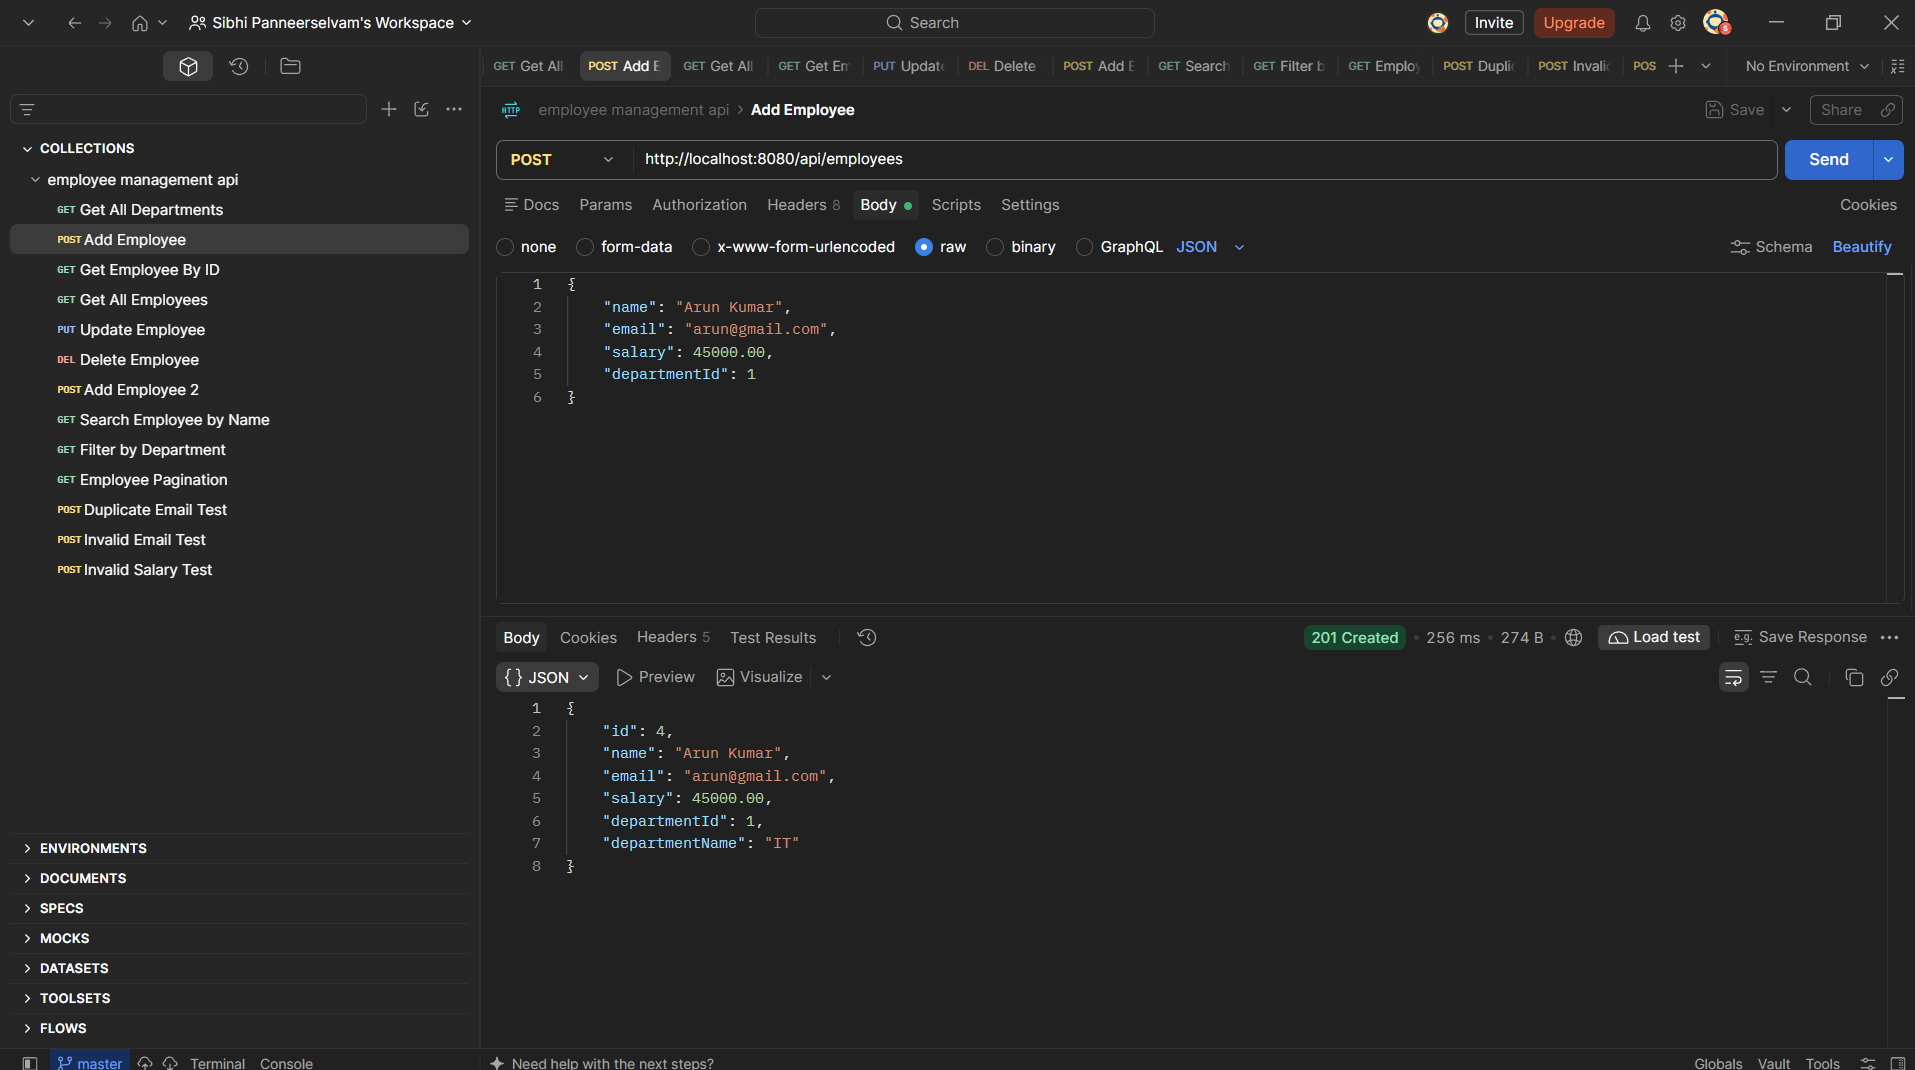 Sibhi Panneerselvam's Workspace
Search
Invite
Upgrade
5
GET Get All
POST Add E
GET Get All
GET Get Em
PUT Update
DEL Delete
POST Add E
GET Search
GET Filter b
GET Employ
POST Duplic
POST Invalid
POS
No Environment
COLLECTIONS
employee management api
GET Get All Departments
POST Add Employee
GET Get Employee By ID
GET Get All Employees
PUT Update Employee
DEL Delete Employee
POST Add Employee 2
GET Search Employee by Name
GET Filter by Department
GET Employee Pagination
POST Duplicate Email Test
POST Invalid Email Test
POST Invalid Salary Test
ENVIRONMENTS
DOCUMENTS
SPECS
MOCKS
DATASETS
TOOLSETS
FLOWS
HTTP employee management api > Add Employee
Save
Share
POST http://localhost:8080/api/employees
Send
Docs Params Authorization Headers 8 Body Scripts Settings
Cookies
none form-data x-www-form-urlencoded raw binary GraphQL JSON
Schema Beautify
1 {
2 "name": "Arun Kumar",
3 "email": "arun@gmail.com",
4 "salary": 45000.00,
5 "departmentId": 1
6 }
Body Cookies Headers 5 Test Results
201 Created • 256 ms • 274 B
Load test
e.g. Save Response
{} JSON Preview Visualize
1 {
2 "id": 4,
3 "name": "Arun Kumar",
4 "email": "arun@gmail.com",
5 "salary": 45000.00,
6 "departmentId": 1,
7 "departmentName": "IT"
8 }
master Terminal Console
Need help with the next steps?
Globals Vault Tools